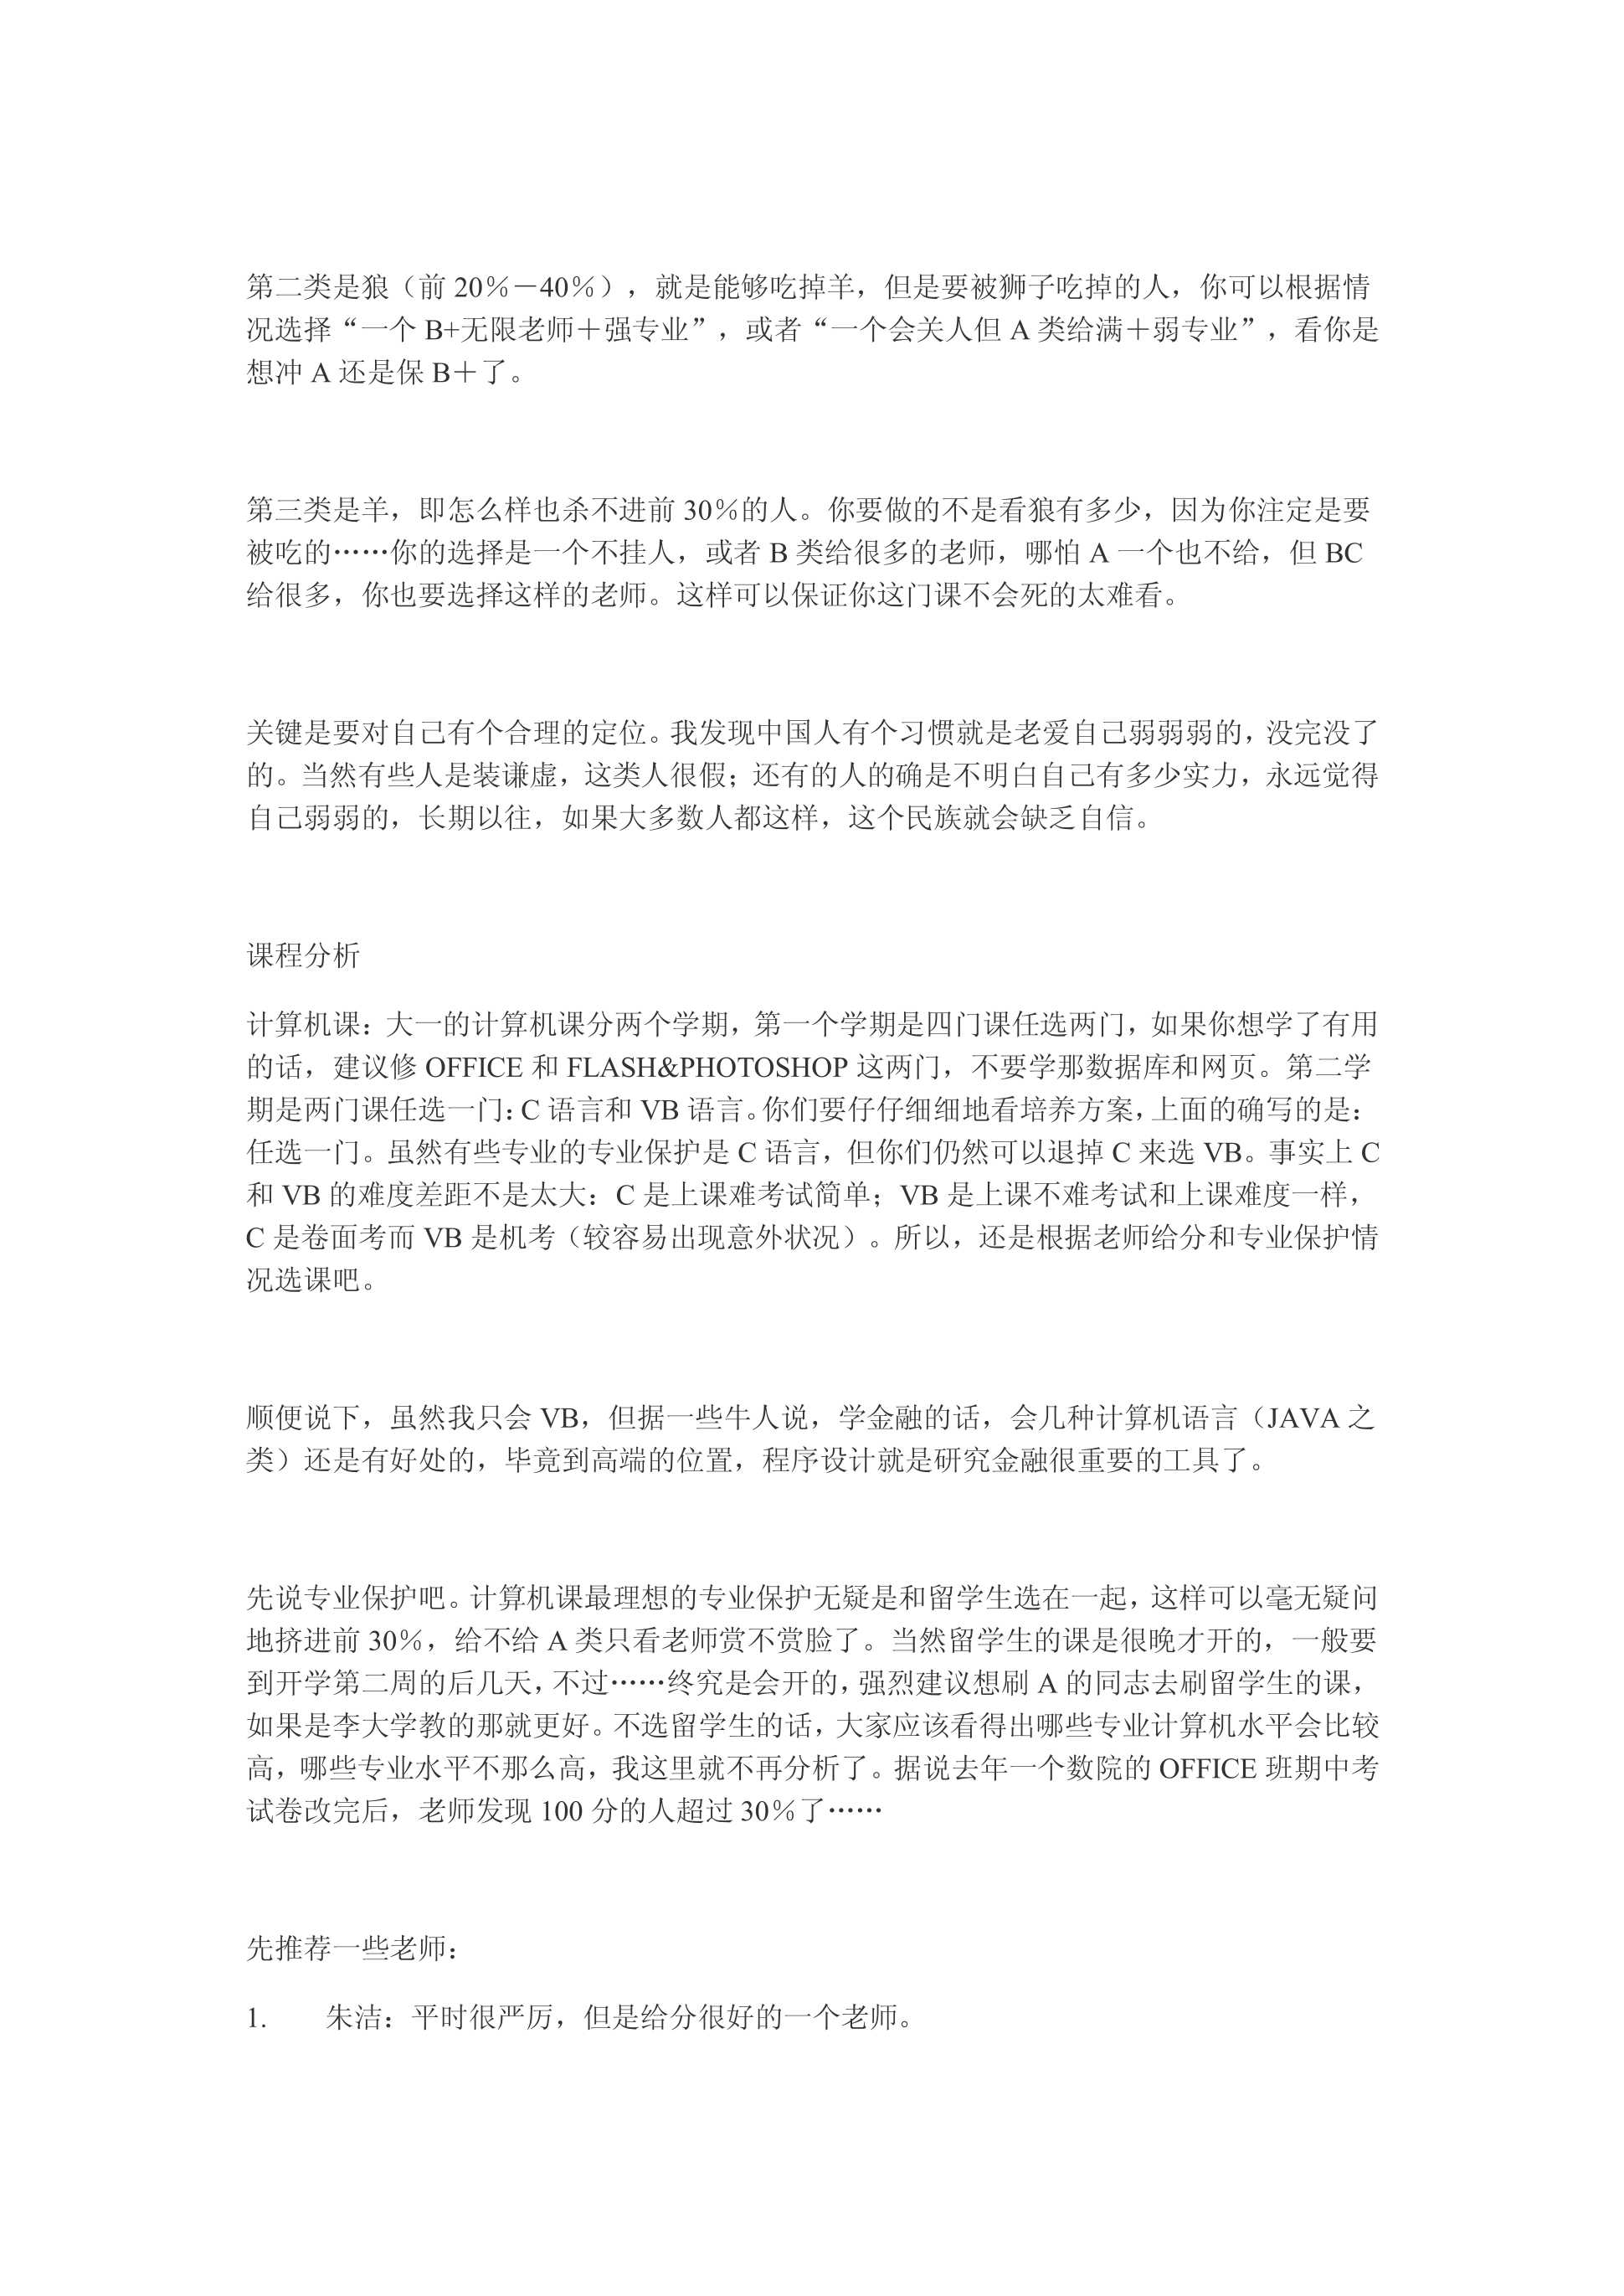 第二类是狼（前 20％－40％），就是能够吃掉羊，但是要被狮子吃掉的人，你可以根据情
况选择“一个 B+无限老师＋强专业”，或者“一个会关人但 A 类给满＋弱专业”，看你是
想冲 A 还是保 B＋了。
第三类是羊，即怎么样也杀不进前 30％的人。你要做的不是看狼有多少，因为你注定是要
被吃的……你的选择是一个不挂人，或者 B 类给很多的老师，哪怕 A 一个也不给，但 BC
给很多，你也要选择这样的老师。这样可以保证你这门课不会死的太难看。
关键是要对自己有个合理的定位。我发现中国人有个习惯就是老爱自己弱弱弱的，没完没了
的。当然有些人是装谦虚，这类人很假；还有的人的确是不明白自己有多少实力，永远觉得
自己弱弱的，长期以往，如果大多数人都这样，这个民族就会缺乏自信。
课程分析
计算机课：大一的计算机课分两个学期，第一个学期是四门课任选两门，如果你想学了有用
的话，建议修 OFFICE 和 FLASH&PHOTOSHOP 这两门，不要学那数据库和网页。第二学
期是两门课任选一门：C 语言和 VB 语言。你们要仔仔细细地看培养方案，上面的确写的是：
任选一门。虽然有些专业的专业保护是 C 语言，但你们仍然可以退掉 C 来选 VB。事实上 C
和 VB 的难度差距不是太大：C 是上课难考试简单；VB 是上课不难考试和上课难度一样，
C 是卷面考而 VB 是机考（较容易出现意外状况）。所以，还是根据老师给分和专业保护情
况选课吧。
顺便说下，虽然我只会 VB，但据一些牛人说，学金融的话，会几种计算机语言（JAVA 之
类）还是有好处的，毕竟到高端的位置，程序设计就是研究金融很重要的工具了。
先说专业保护吧。计算机课最理想的专业保护无疑是和留学生选在一起，这样可以毫无疑问
地挤进前 30％，给不给 A 类只看老师赏不赏脸了。当然留学生的课是很晚才开的，一般要
到开学第二周的后几天，不过……终究是会开的，强烈建议想刷 A 的同志去刷留学生的课，
如果是李大学教的那就更好。不选留学生的话，大家应该看得出哪些专业计算机水平会比较
高，哪些专业水平不那么高，我这里就不再分析了。据说去年一个数院的 OFFICE 班期中考
试卷改完后，老师发现 100 分的人超过 30％了……
先推荐一些老师：
1. 朱洁：平时很严厉，但是给分很好的一个老师。